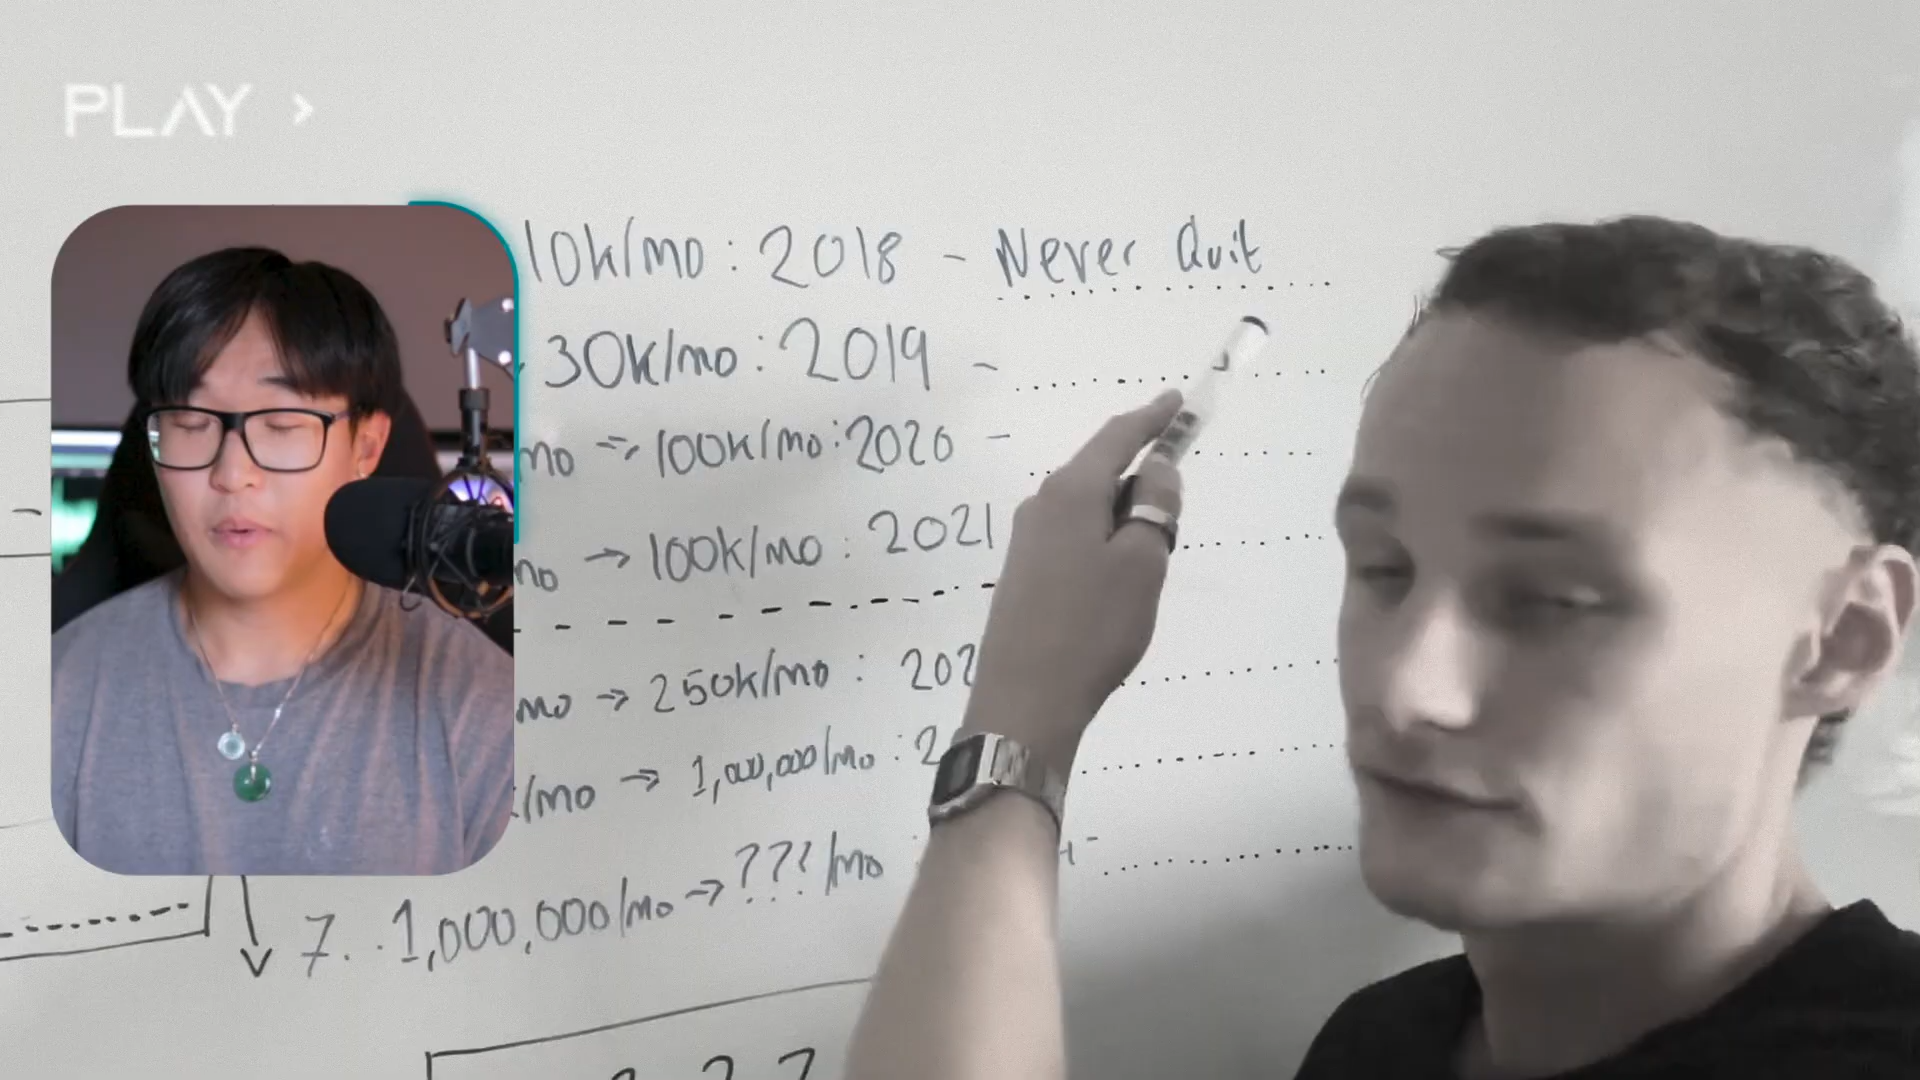 PLAY >
10k/mo : 2018 - Never Quit
30k/mo : 2019 -
mo => 100k/mo : 2020 -
mo → 100k/mo : 2021
mo → 250k/mo : 202
/mo → 1,000,000/mo : 2
7. 1,000,000/mo → ???/mo
???